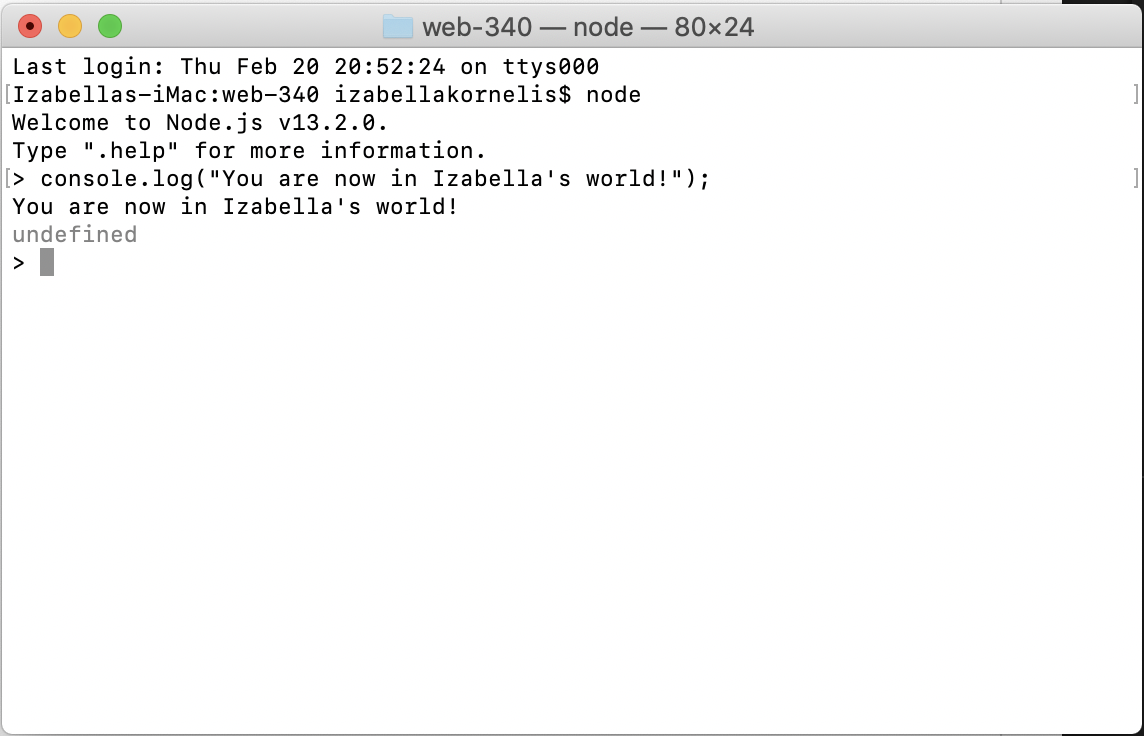 web-340 — node — 80×24
Last login: Thu Feb 20 20:52:24 on ttys000
[Izabellas-iMac:web-340 izabellakornelis$ node ]
Welcome to Node.js v13.2.0.
Type ".help" for more information.
[> console.log("You are now in Izabella's world!"); ]
You are now in Izabella's world!
undefined
>